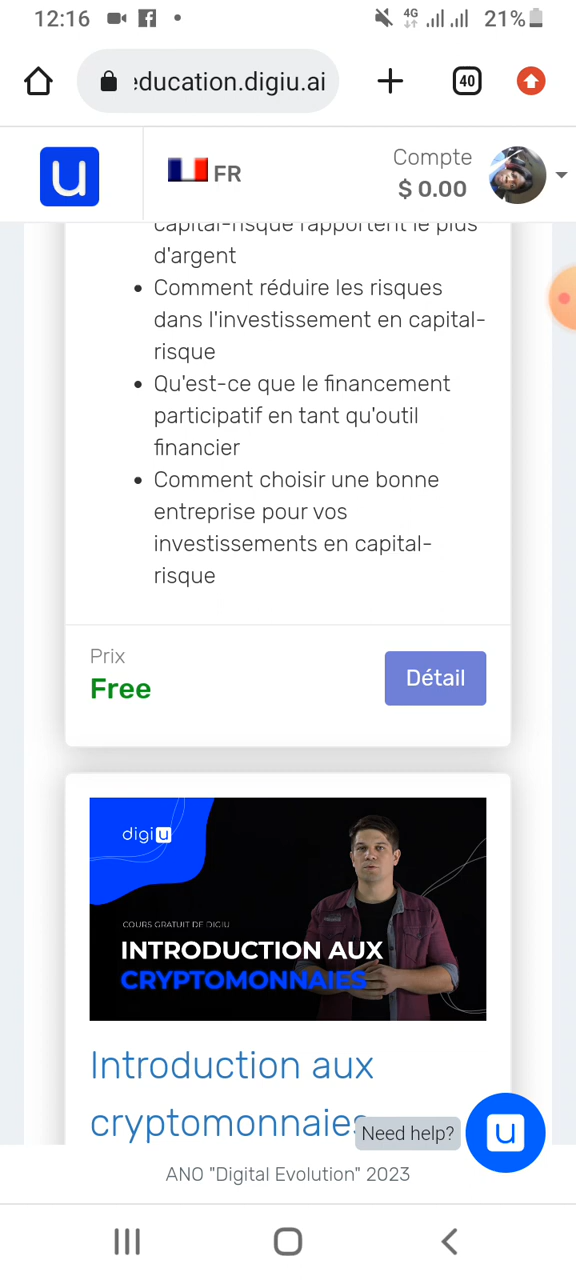 12:16
4G
21%
education.digiu.ai
40
u
FR
Compte
$ 0.00
capital-risque rapportent le plus
d'argent
Comment réduire les risques
dans l'investissement en capital-
risque
Qu'est-ce que le financement
participatif en tant qu'outil
financier
Comment choisir une bonne
entreprise pour vos
investissements en capital-
risque
Prix
Free
Détail
digiu
COURS GRATUIT DE DIGIU
INTRODUCTION AUX
CRYPTOMONNAIES
Introduction aux
cryptomonnaies
Need help?
u
ANO "Digital Evolution" 2023